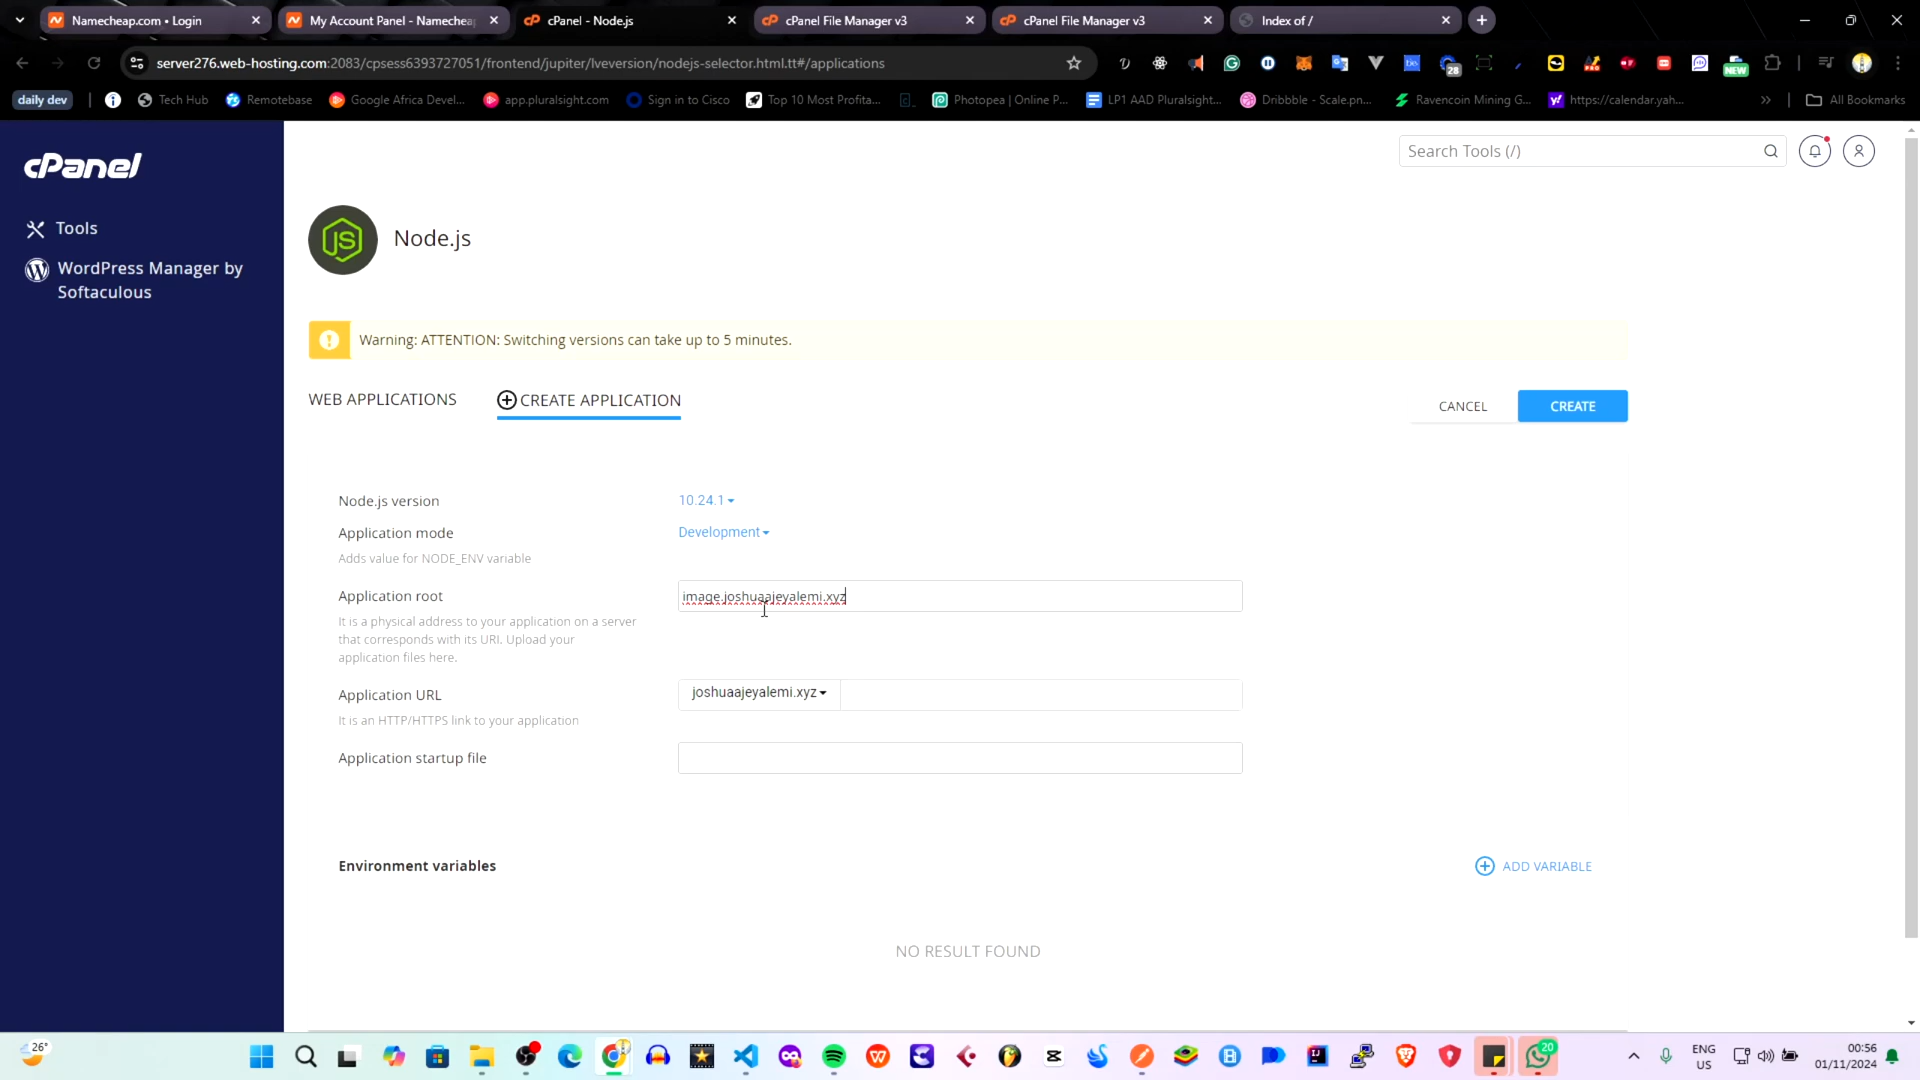 Namecheap.com • Login
My Account Panel - Namecheap
cPanel - Node.js
cPanel File Manager v3
cPanel File Manager v3
Index of /
server276.web-hosting.com:2083/cpsess6393727051/frontend/jupiter/lveversion/nodejs-selector.html.tt#/applications
28
NEW
daily dev
Tech Hub
Remotebase
Google Africa Devel...
app.pluralsight.com
Sign in to Cisco
Top 10 Most Profita...
Photopea | Online P...
LP1 AAD Pluralsight...
Dribbble - Scale.pn...
Ravencoin Mining G...
https://calendar.yah...
All Bookmarks
cPanel
Search Tools (/)
Tools
WordPress Manager by
Softaculous
JS
Node.js
Warning: ATTENTION: Switching versions can take up to 5 minutes.
WEB APPLICATIONS
CREATE APPLICATION
CANCEL
CREATE
Node.js version
10.24.1
Application mode
Development
Adds value for NODE_ENV variable
Application root
image.joshuaajeyalemi.xyz
It is a physical address to your application on a server
that corresponds with its URI. Upload your
application files here.
Application URL
joshuaajeyalemi.xyz
It is an HTTP/HTTPS link to your application
Application startup file
Environment variables
ADD VARIABLE
NO RESULT FOUND
26°
20
ENG
US
00:56
01/11/2024